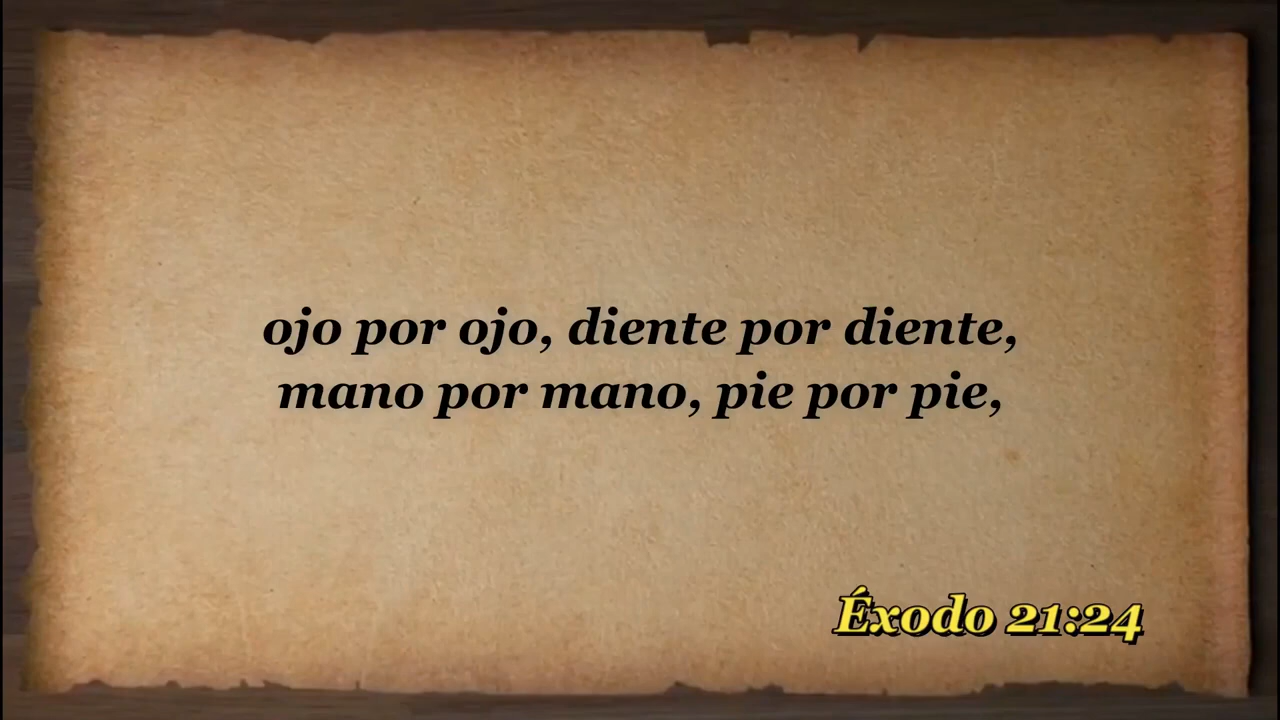 ojo por ojo, diente por diente,
mano por mano, pie por pie,
Éxodo 21:24